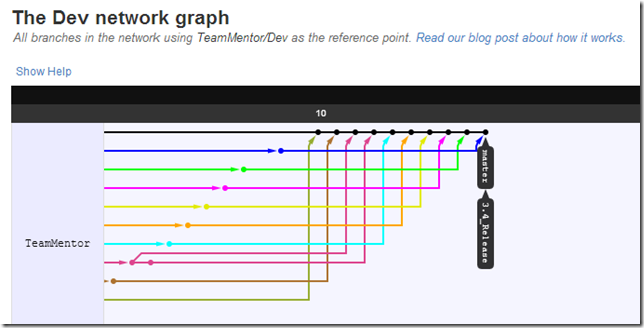 The Dev network graph
All branches in the network using TeamMentor/Dev as the reference point. Read our blog post about how it works.
Show Help
10
TeamMentor
master
3.4_Release